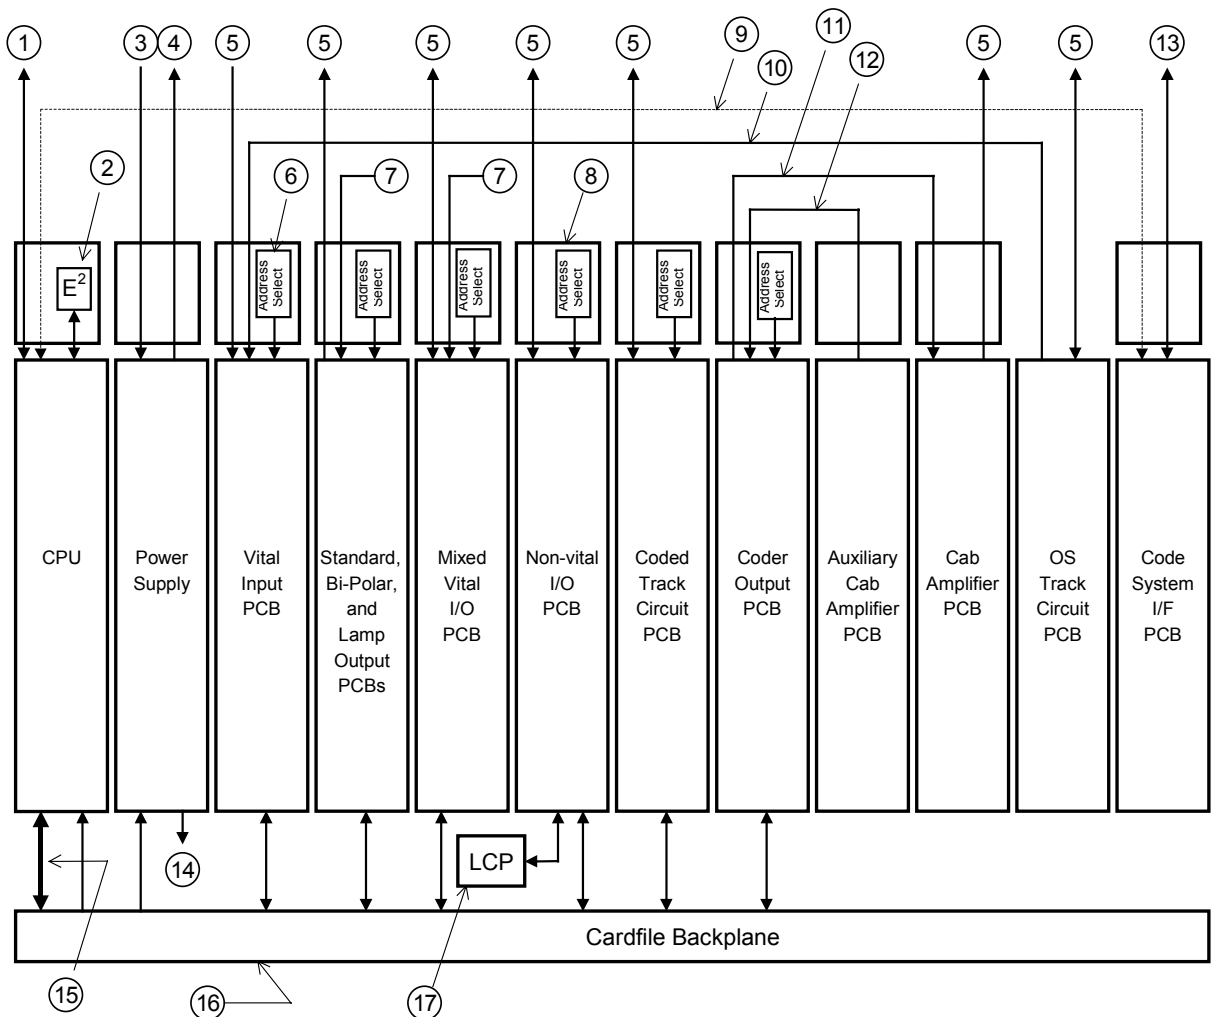 1
3
4
5
5
5
5
5
9
10
11
12
5
5
13
2
6
7
7
8
E²
Address
Select
Address
Select
Address
Select
Address
Select
Address
Select
Address
Select
CPU
Power
Supply
Vital
Input
PCB
Standard,
Bi-Polar,
and
Lamp
Output
PCBs
Mixed
Vital
I/O
PCB
Non-vital
I/O
PCB
Coded
Track
Circuit
PCB
Coder
Output
PCB
Auxiliary
Cab
Amplifier
PCB
Cab
Amplifier
PCB
OS
Track
Circuit
PCB
Code
System
I/F
PCB
14
LCP
Cardfile Backplane
15
16
17